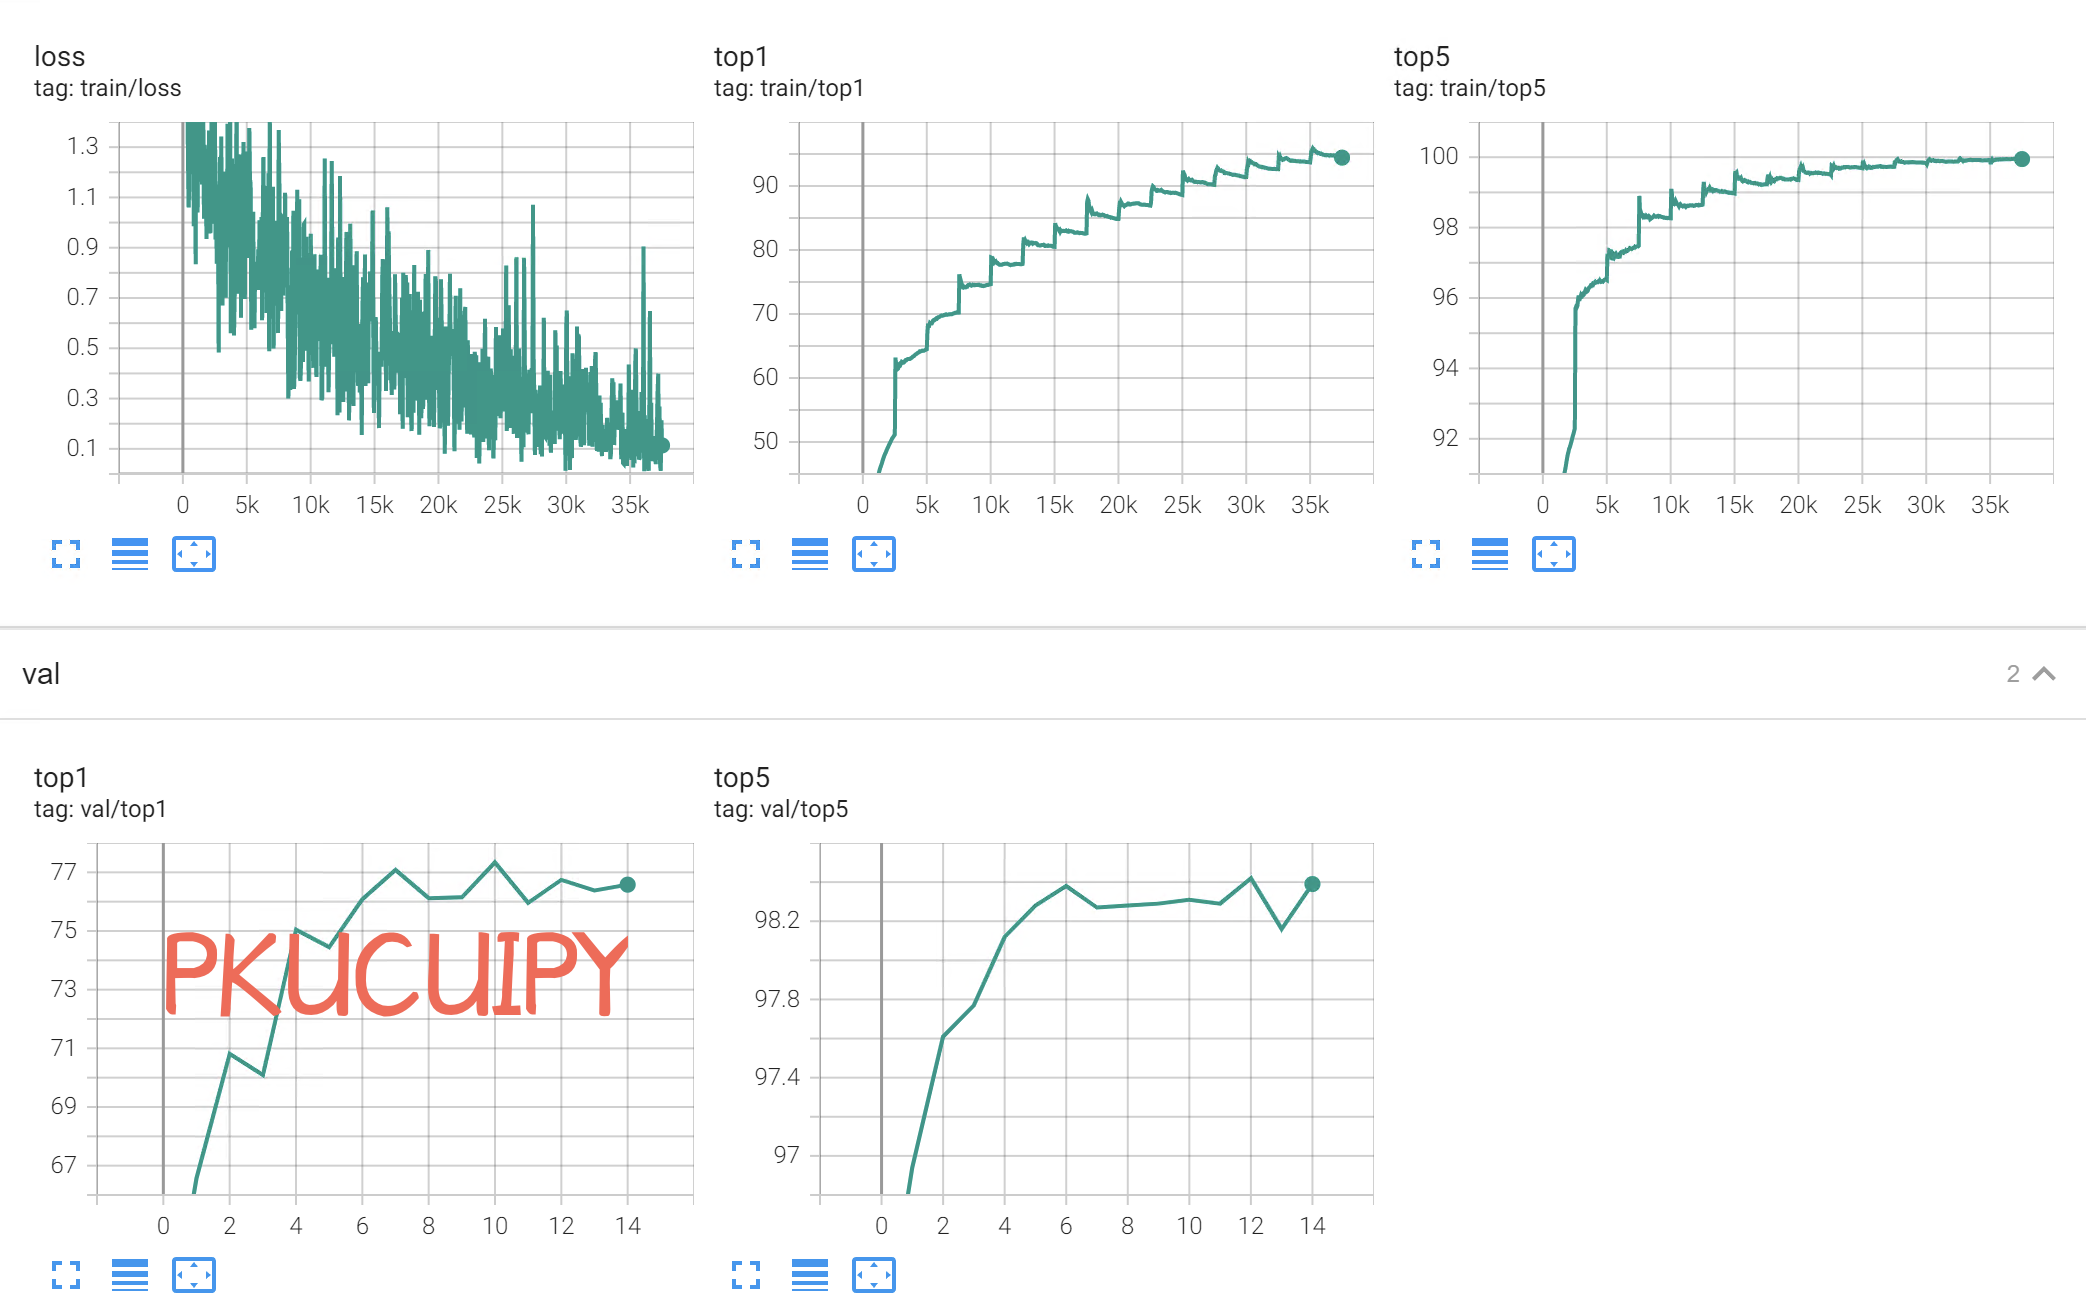 loss
tag: train/loss
1.3
1.1
0.9
0.7
0.5
0.3
0.1
0 5k 10k 15k 20k 25k 30k 35k
top1
tag: train/top1
90
80
70
60
50
0 5k 10k 15k 20k 25k 30k 35k
top5
tag: train/top5
100
98
96
94
92
0 5k 10k 15k 20k 25k 30k 35k
val 2
top1
tag: val/top1
77
75
73
71
69
67
0 2 4 6 8 10 12 14
PKUCUIPY
top5
tag: val/top5
98.2
97.8
97.4
97
0 2 4 6 8 10 12 14